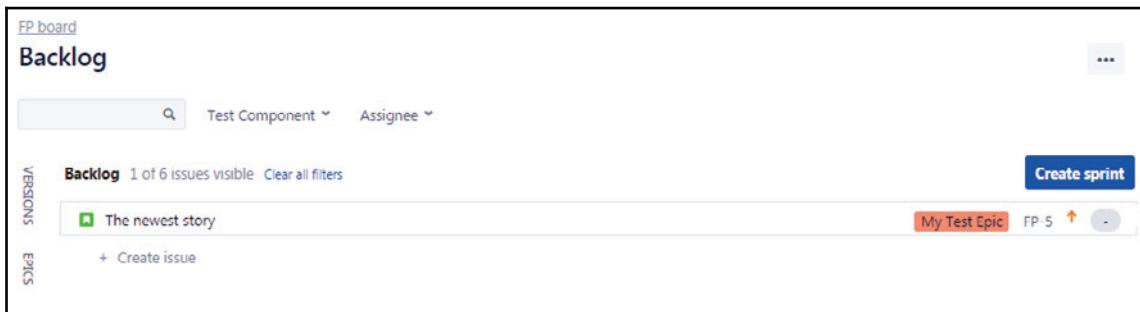 FP board
Backlog
•••
Test Component Assignee
VERSIONS
Backlog 1 of 6 issues visible Clear all filters Create sprint
The newest story My Test Epic FP-5 -
EPICS
+ Create issue